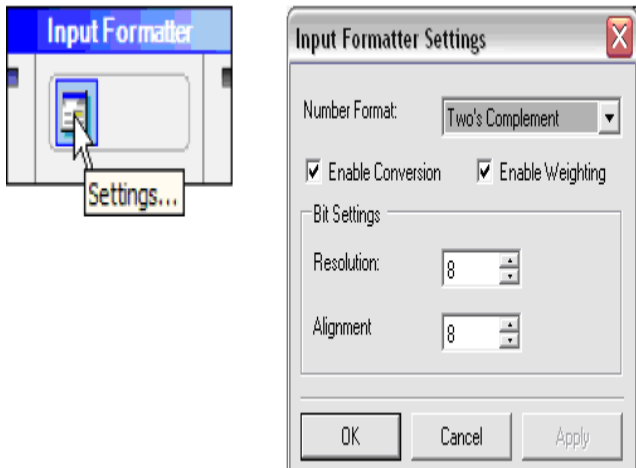 Input Formatter
Settings...
Input Formatter Settings
Number Format: Two's Complement
Enable Conversion Enable Weighting
Bit Settings
Resolution: 8
Alignment 8
OK Cancel Apply